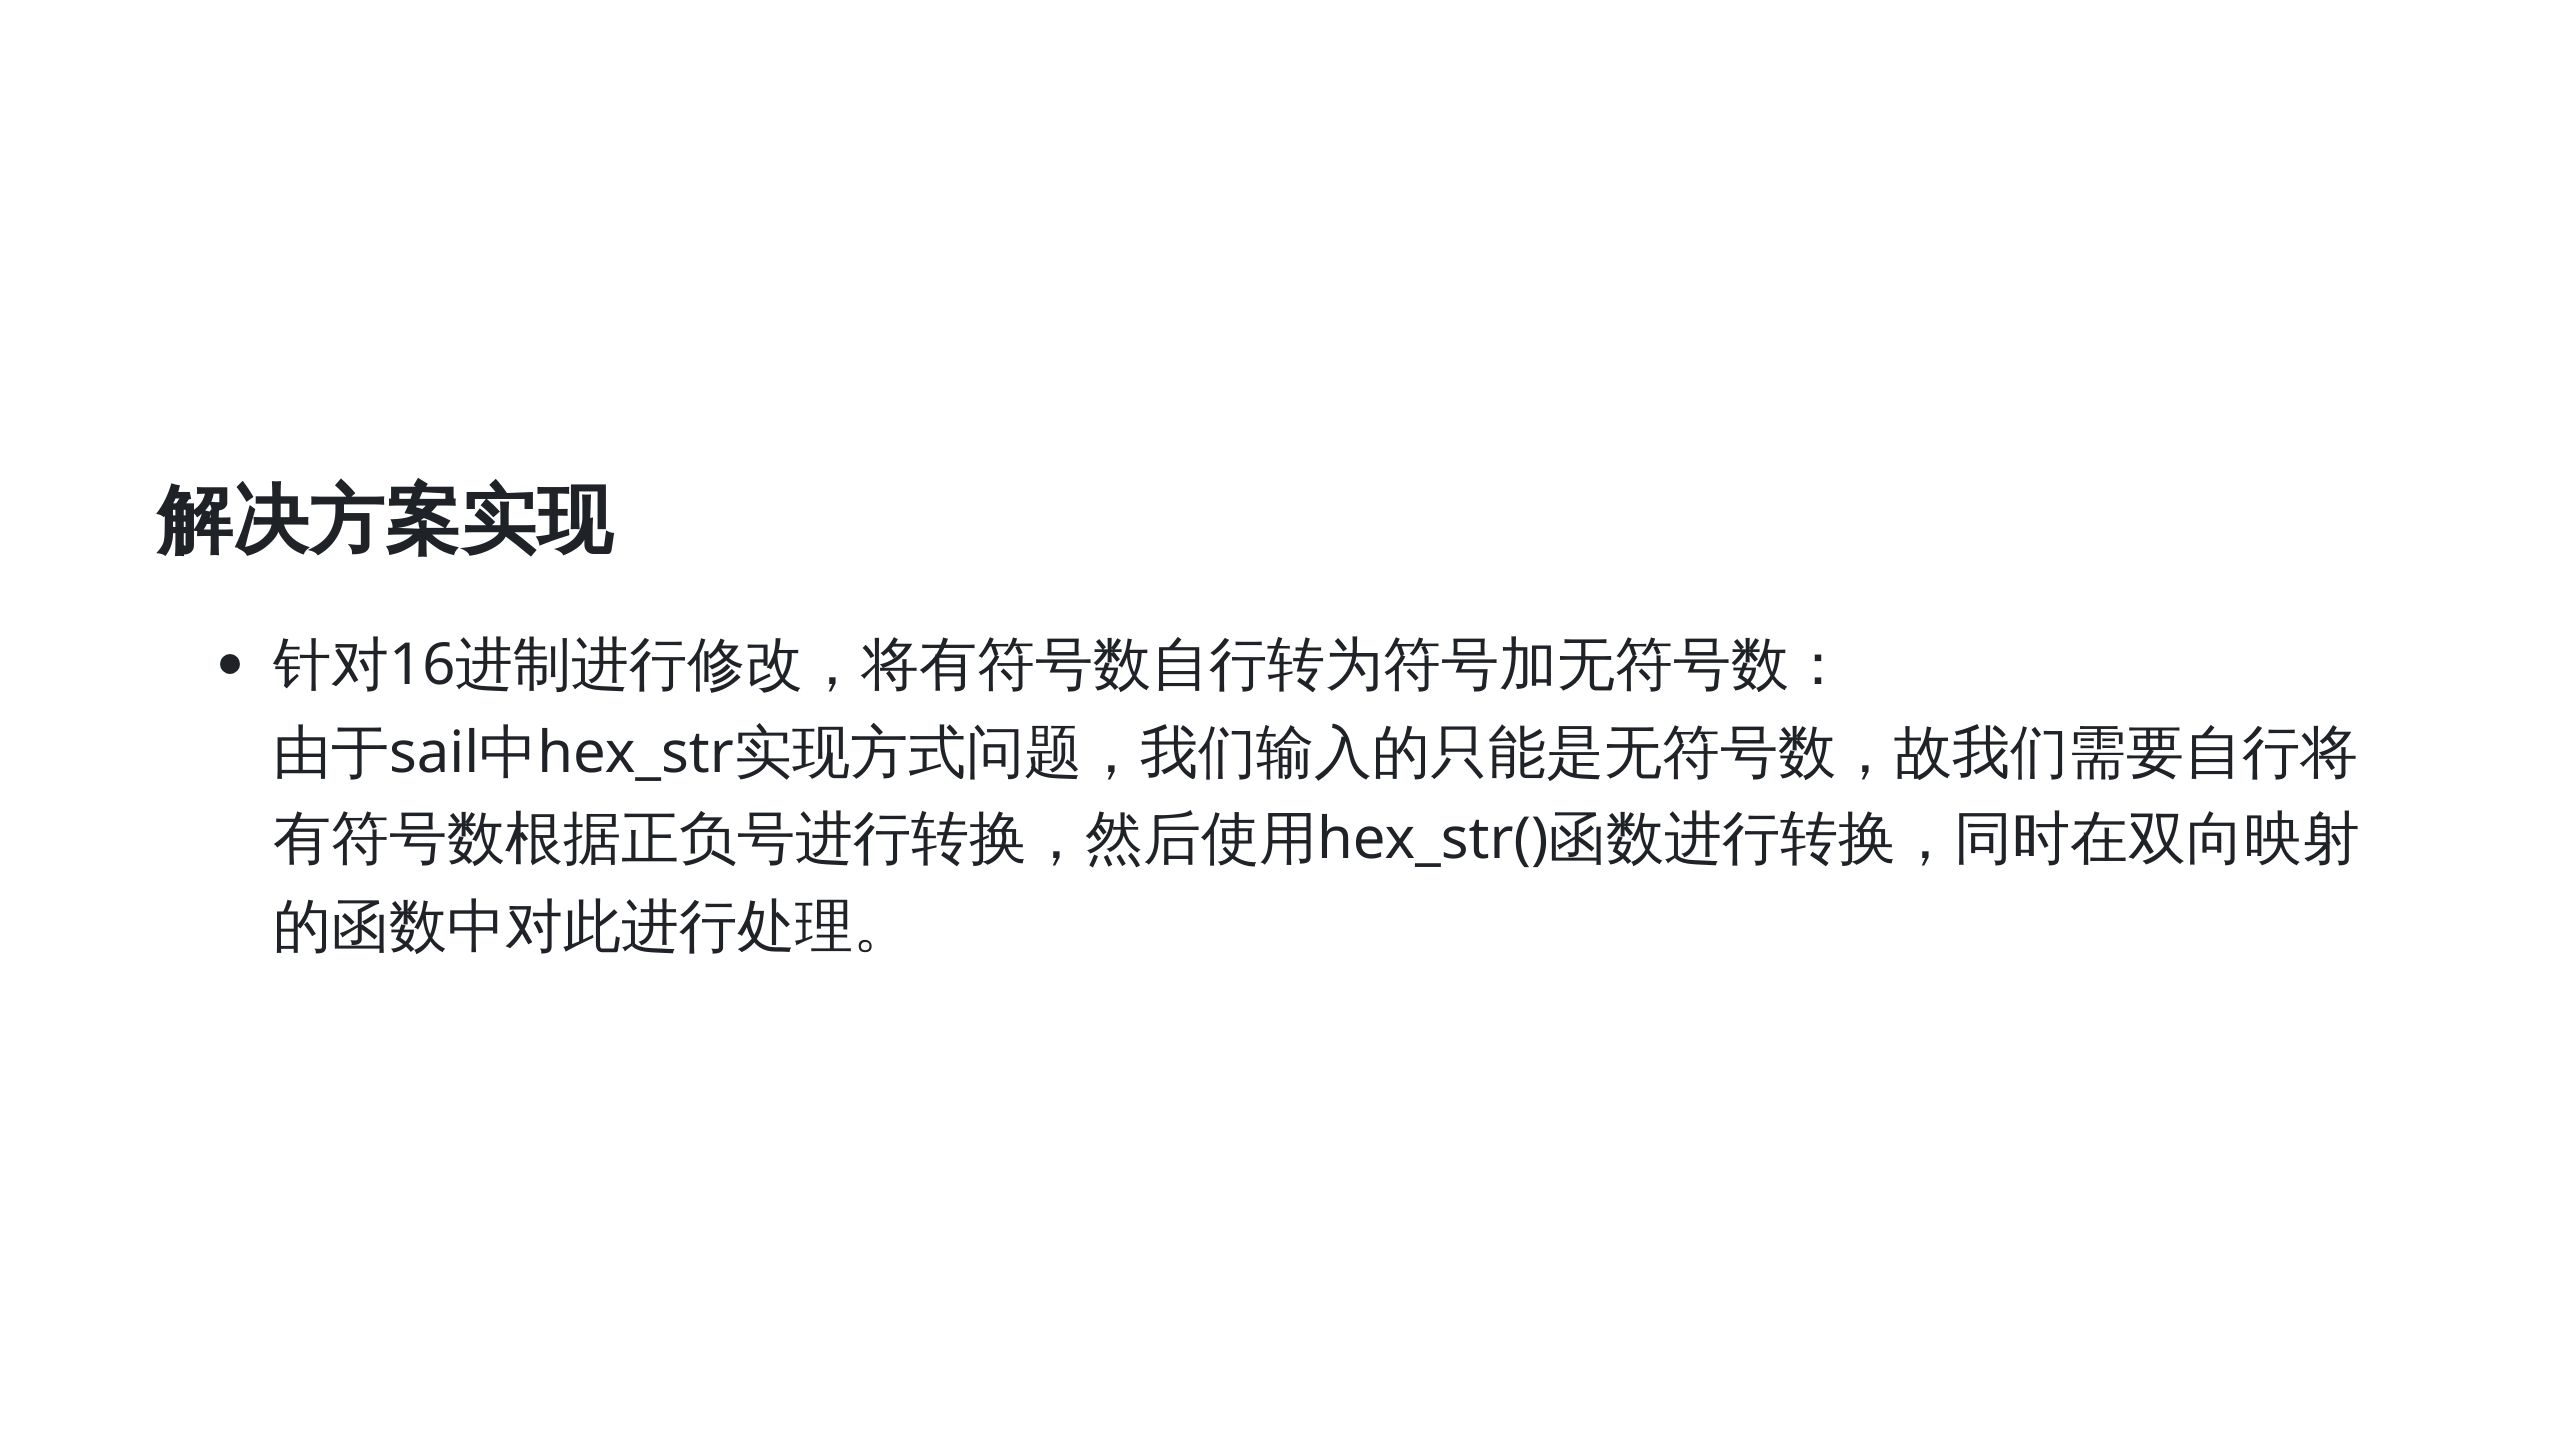 解决方案实现
针对16进制进行修改，将有符号数自行转为符号加无符号数：
由于sail中hex_str实现方式问题，我们输入的只能是无符号数，故我们需要自行将
有符号数根据正负号进行转换，然后使用hex_str()函数进行转换，同时在双向映射
的函数中对此进行处理。